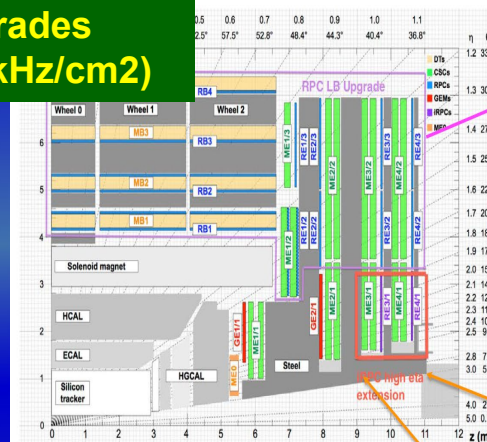 rades
kHz/cm2)
0.5 0.6 0.7 0.8 0.9 1.0 1.1 η
57.5° 52.8° 48.4° 44.3° 40.4° 36.8°
DTs
CSCs
RPCs
GEMs
iRPCs
RPC LB Upgrade
RB4
Wheel 0 Wheel 1 Wheel 2
MB3
RB3
MB2
RB2
MB1
RB1
ME1/3
RE1/3
RE2/3
ME2/2
ME3/2
RE3/3
ME4/2
RE4/3
ME1/2
RE1/2
RE2/2
RE3/2
RE4/2
Solenoid magnet
HCAL
ECAL
Silicon
tracker
HGCAL
ME0
GE1/1
ME1/1
Steel
GE2/1
ME2/1
ME3/1
RE3/1
ME4/1
RE4/1
high eta
extension
6
5
4
3
2
1
0
0 1 2 3 4 5 6 7 8 9 10 11 12 z (m
1.2
1.3
1.4
1.5
1.6
1.7
1.8
1.9
2.0
2.1
2.2
2.3
2.4
2.5
2.8
3.0
4.0
5.0